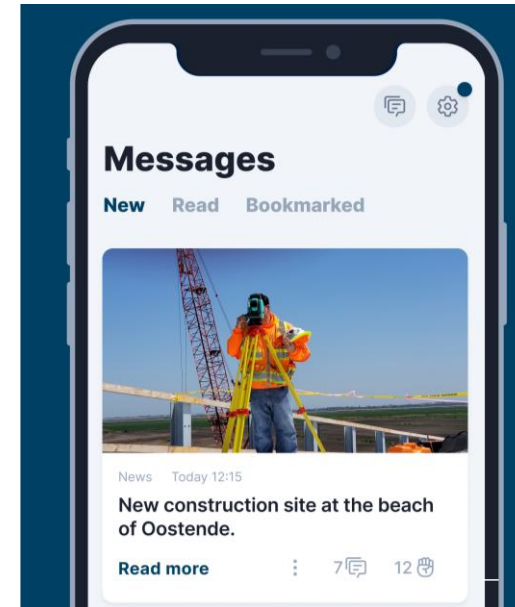 Messages
New Read Bookmarked
News Today 12:15
New construction site at the beach
of Oostende.
Read more 7 12